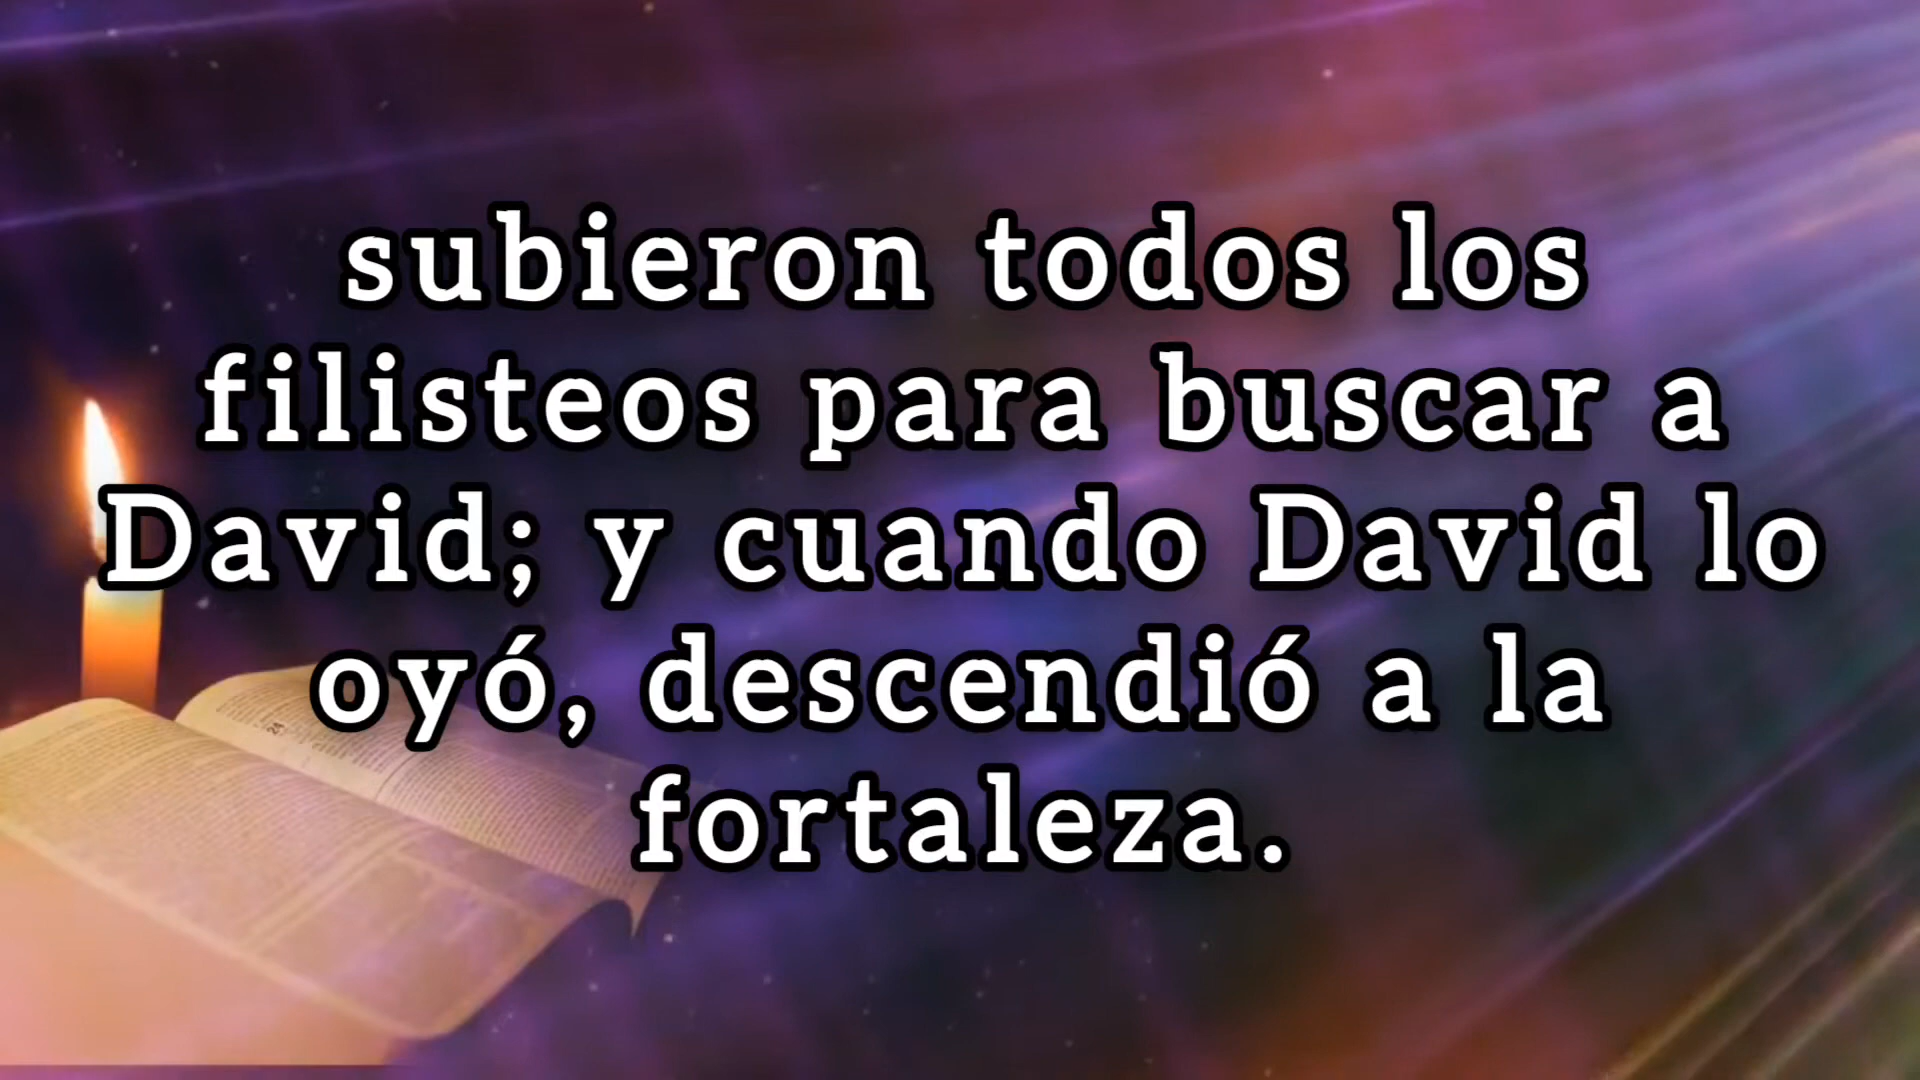 subieron todos los
filisteos para buscar a
David; y cuando David lo
oyó, descendió a la
fortaleza.